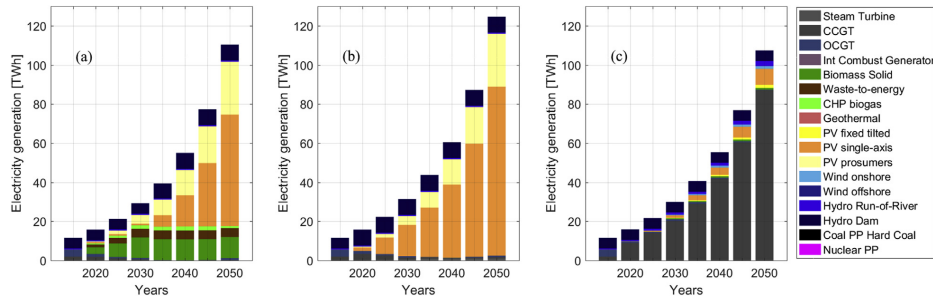 (a)
Electricity generation [TWh]
120
100
80
60
40
20
0
2020 2030 2040 2050
Years
(b)
Electricity generation [TWh]
120
100
80
60
40
20
0
2020 2030 2040 2050
Years
(c)
Electricity generation [TWh]
120
100
80
60
40
20
0
2020 2030 2040 2050
Years
Steam Turbine
CCGT
OCGT
Int Combust Generator
Biomass Solid
Waste-to-energy
CHP biogas
Geothermal
PV fixed tilted
PV single-axis
PV prosumers
Wind onshore
Wind offshore
Hydro Run-of-River
Hydro Dam
Coal PP Hard Coal
Nuclear PP